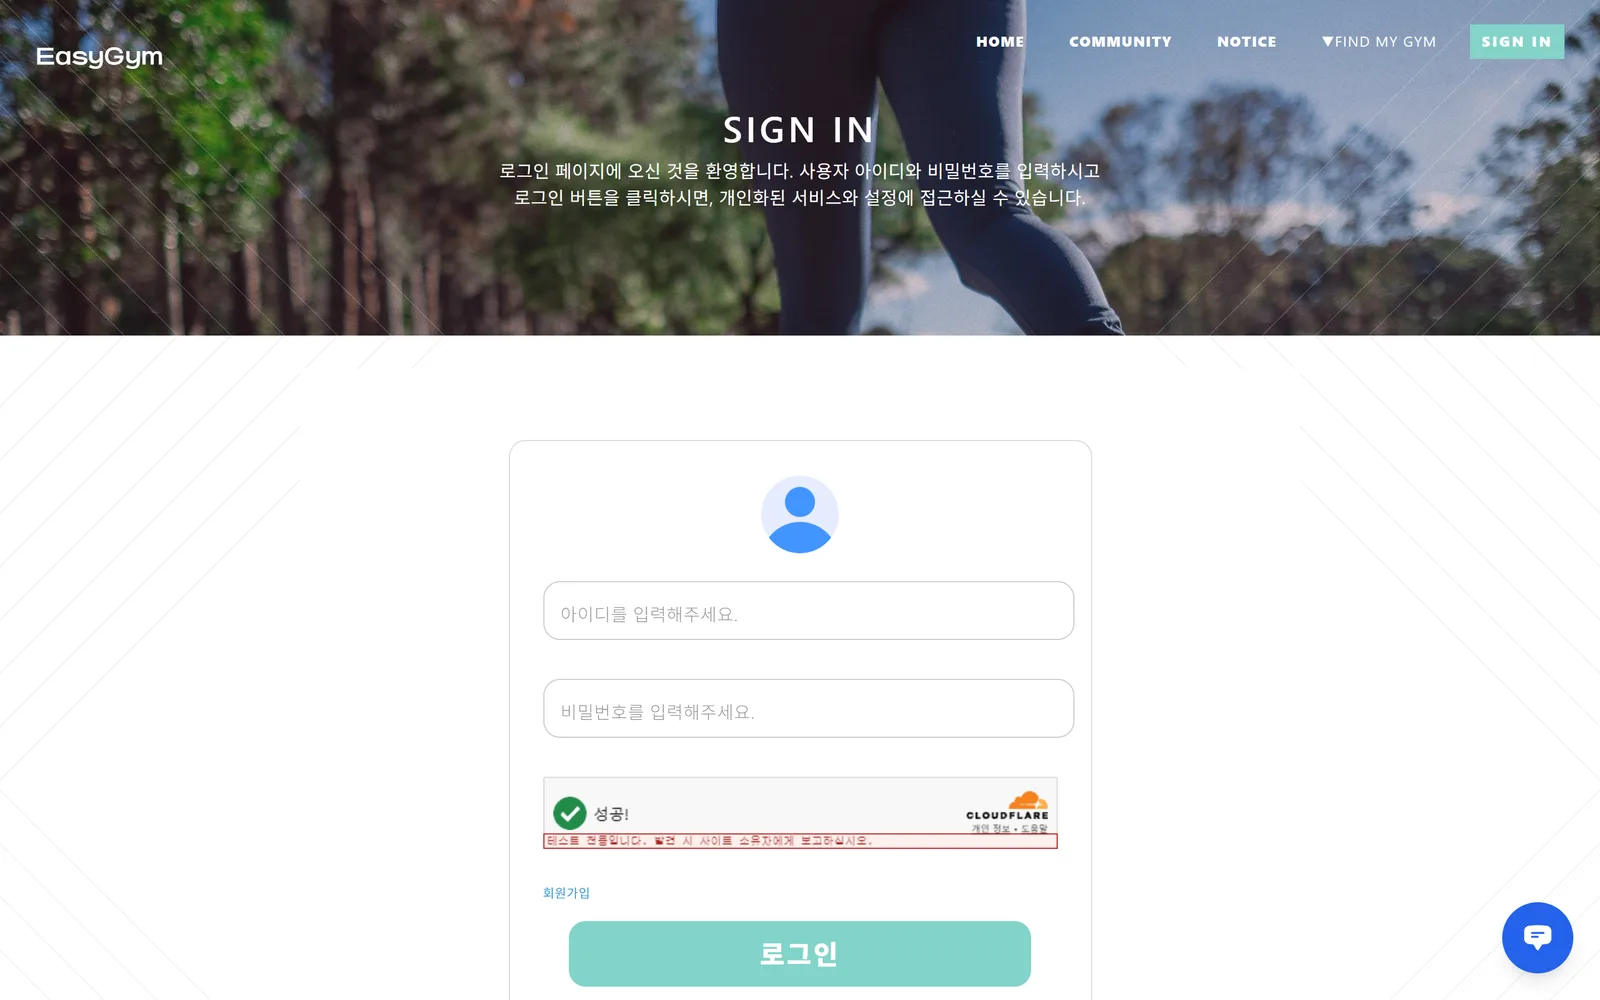 EasyGym
HOME
COMMUNITY
NOTICE
▼FIND MY GYM
SIGN IN
SIGN IN
로그인 페이지에 오신 것을 환영합니다. 사용자 아이디와 비밀번호를 입력하시고
로그인 버튼을 클릭하시면, 개인화된 서비스와 설정에 접근하실 수 있습니다.
아이디를 입력해주세요.
비밀번호를 입력해주세요.
성공!
CLOUDFLARE
개인 정보 • 도움말
테스트 전용입니다. 발견 시 사이트 소유자에게 보고하십시오.
회원가입
로그인